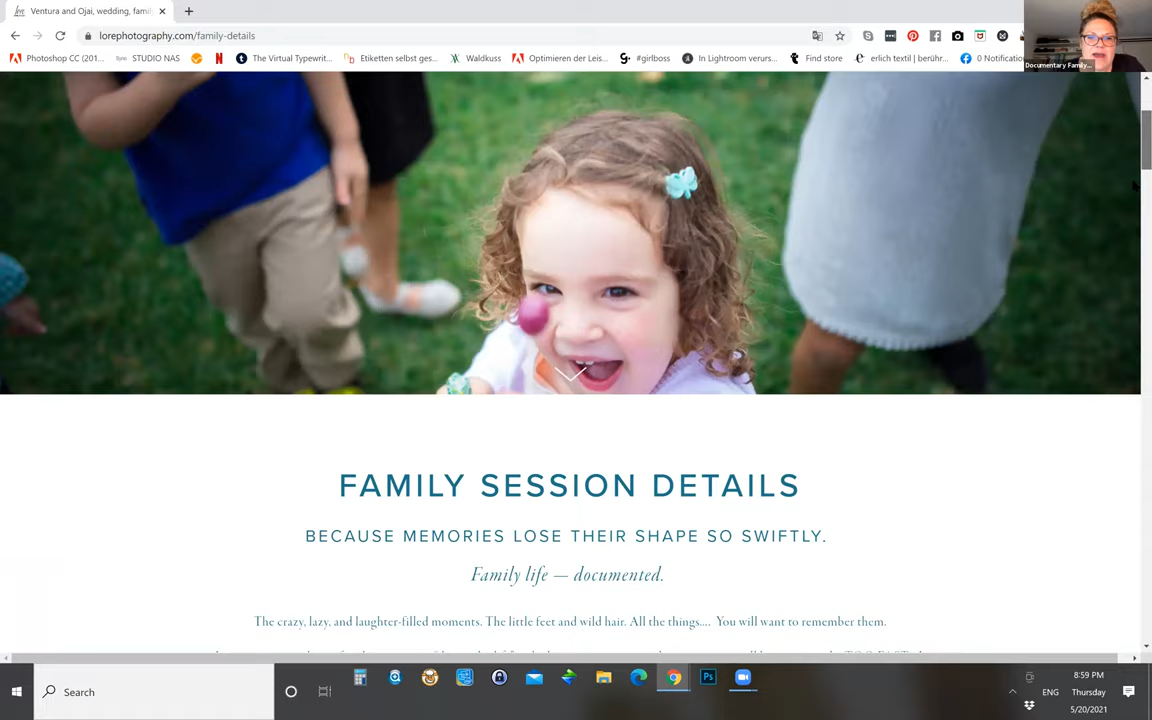 love
Ventura and Ojai, wedding, famil
lorephotography.com/family-details
Photoshop CC (201...
Sync
STUDIO NAS
The Virtual Typewrit...
Etiketten selbst ges...
Waldkuss
Optimieren der Leis...
#girlboss
In Lightroom verurs...
Find store
erlich textil | berühr...
0 Notificatio
Documentary Family...
FAMILY SESSION DETAILS
BECAUSE MEMORIES LOSE THEIR SHAPE SO SWIFTLY.
Family life — documented.
The crazy, lazy, and laughter-filled moments. The little feet and wild hair. All the things.... You will want to remember them.
Search
8:59 PM
ENG
Thursday
5/20/2021